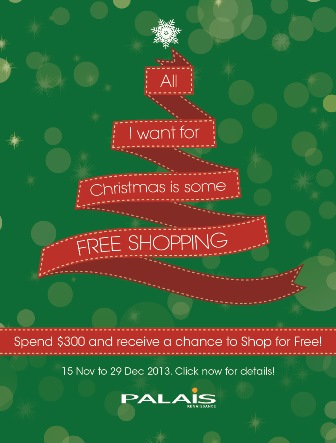 All
I want for
Christmas is some
FREE SHOPPING
Spend $300 and receive a chance to Shop for Free!
15 Nov to 29 Dec 2013. Click now for details!
PALAIS
RENAISSANCE